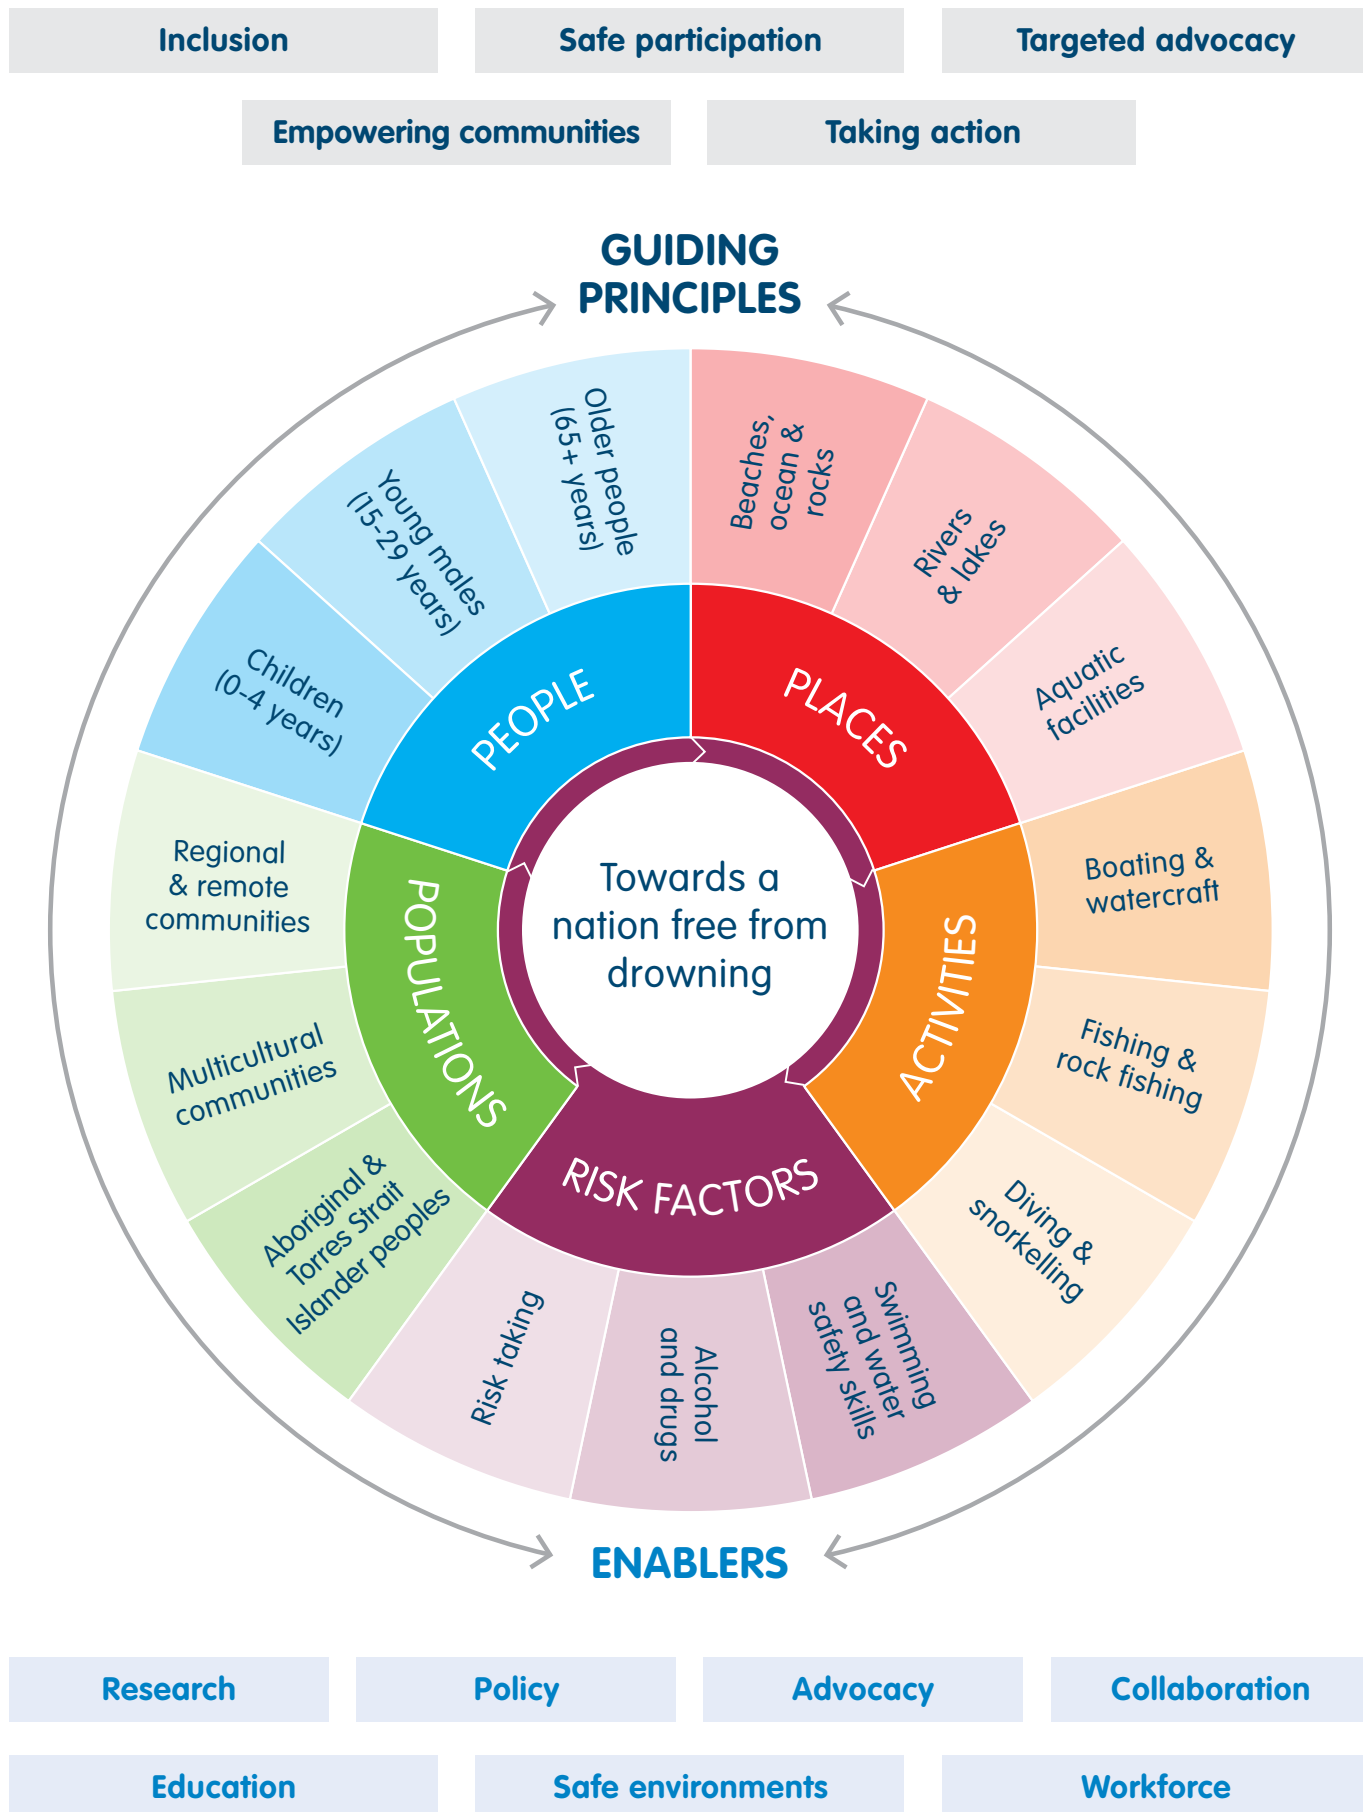 Inclusion
Safe participation
Targeted advocacy
Empowering communities
Taking action
GUIDING
PRINCIPLES
Older people
(65+ years)
Young males
(15-29 years)
Children
(0-4 years)
PEOPLE
Beaches,
ocean &
rocks
Rivers
& lakes
Aquatic
facilities
PLACES
Boating &
watercraft
Fishing &
rock fishing
Diving &
snorkelling
ACTIVITIES
Swimming
and water
safety skills
Alcohol
and drugs
Risk taking
RISK FACTORS
Aboriginal &
Torres Strait
Islander peoples
Multicultural
communities
Regional
& remote
communities
POPULATIONS
Towards a
nation free from
drowning
ENABLERS
Research
Policy
Advocacy
Collaboration
Education
Safe environments
Workforce